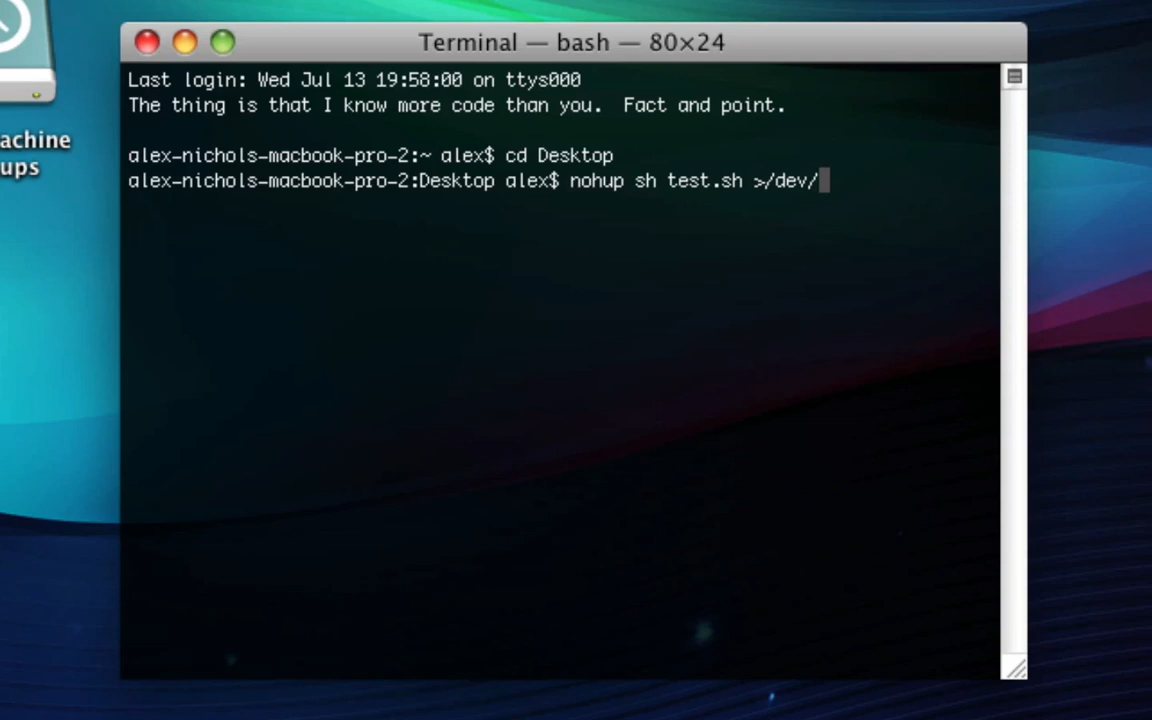 Terminal — bash — 80×24
Last login: Wed Jul 13 19:58:00 on ttys000
The thing is that I know more code than you.  Fact and point.
alex-nichols-macbook-pro-2:~ alex$ cd Desktop
alex-nichols-macbook-pro-2:Desktop alex$ nohup sh test.sh >/dev/
achine
ups